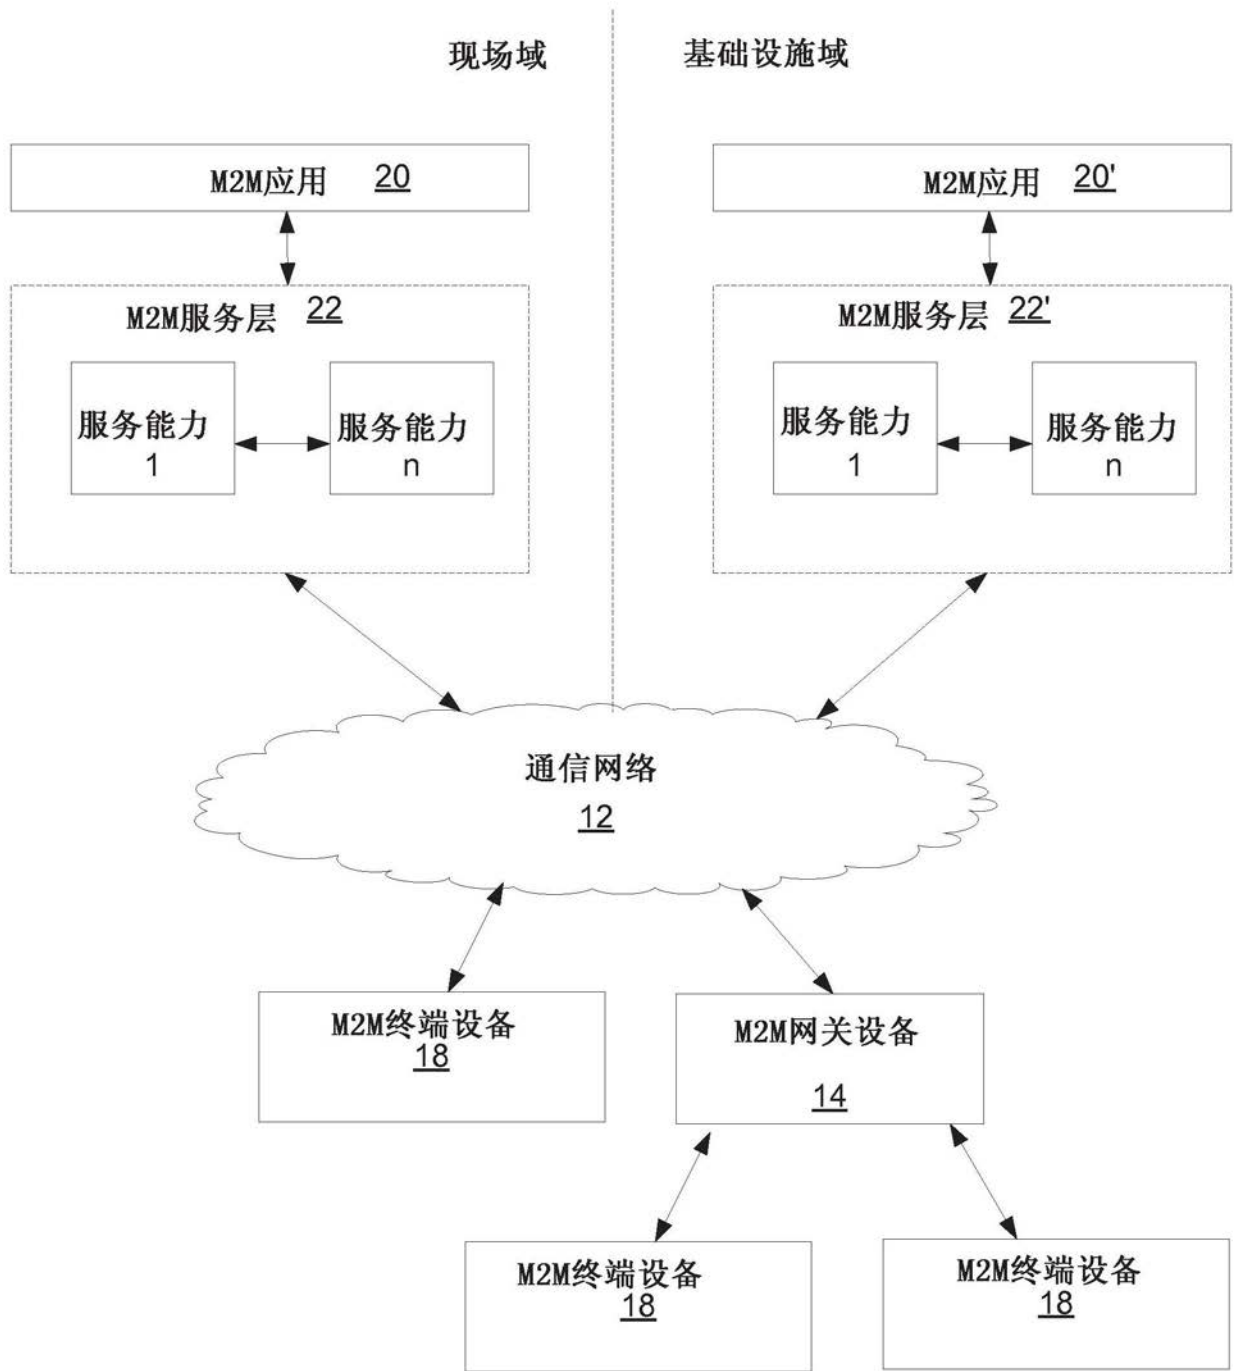 现场域
基础设施域
M2M应用 20
M2M应用 20'
M2M服务层 22
M2M服务层 22'
服务能力
1
服务能力
n
服务能力
1
服务能力
n
通信网络
12
M2M终端设备
18
M2M网关设备
14
M2M终端设备
18
M2M终端设备
18